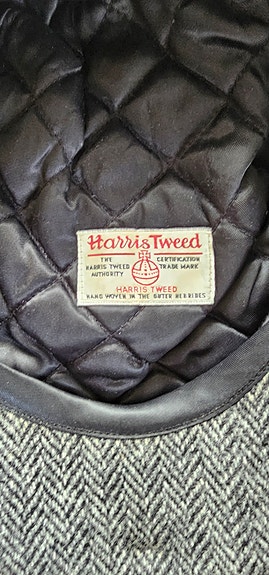 Harris Tweed
THE CERTIFICATION
HARRIS TWEED TRADE MARK
AUTHORITY
HARRIS TWEED
HAND WOVEN IN THE OUTER HEBRIDES